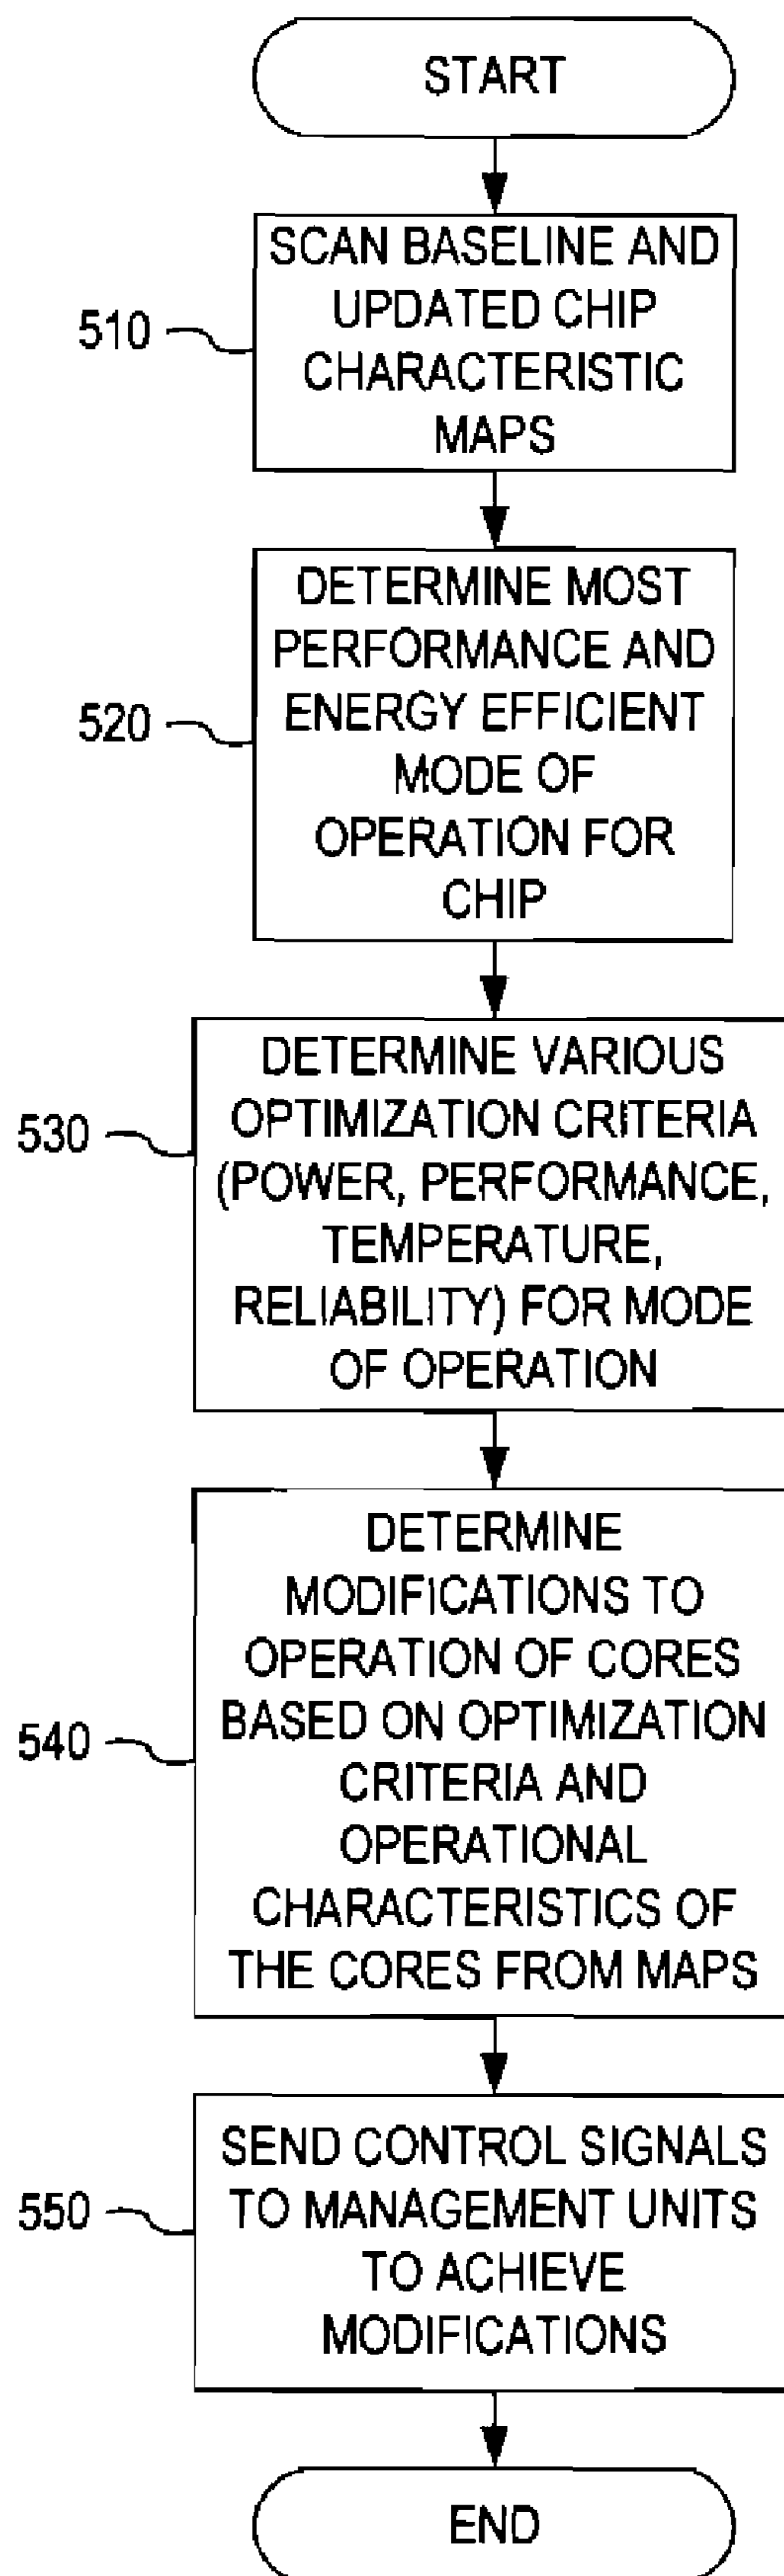 START
SCAN BASELINE AND
UPDATED CHIP
CHARACTERISTIC
MAPS
510
DETERMINE MOST
PERFORMANCE AND
ENERGY EFFICIENT
MODE OF
OPERATION FOR
CHIP
520
DETERMINE VARIOUS
OPTIMIZATION CRITERIA
(POWER, PERFORMANCE,
TEMPERATURE,
RELIABILITY) FOR MODE
OF OPERATION
530
DETERMINE
MODIFICATIONS TO
OPERATION OF CORES
BASED ON OPTIMIZATION
CRITERIA AND
OPERATIONAL
CHARACTERISTICS OF
THE CORES FROM MAPS
540
SEND CONTROL SIGNALS
TO MANAGEMENT UNITS
TO ACHIEVE
MODIFICATIONS
550
END